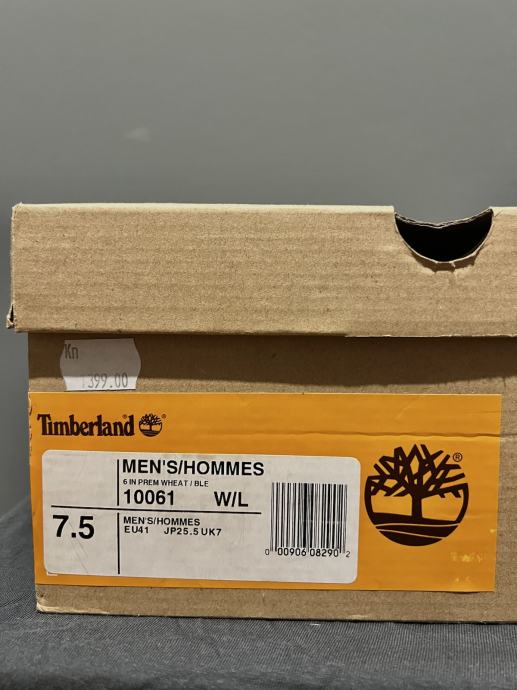 Kn
1399.00
Timberland®
®
MEN'S/HOMMES
6 IN PREM WHEAT / BLE
10061 W/L
7.5
MEN'S/HOMMES
EU41 JP25.5 UK7
0 00906 08290 2